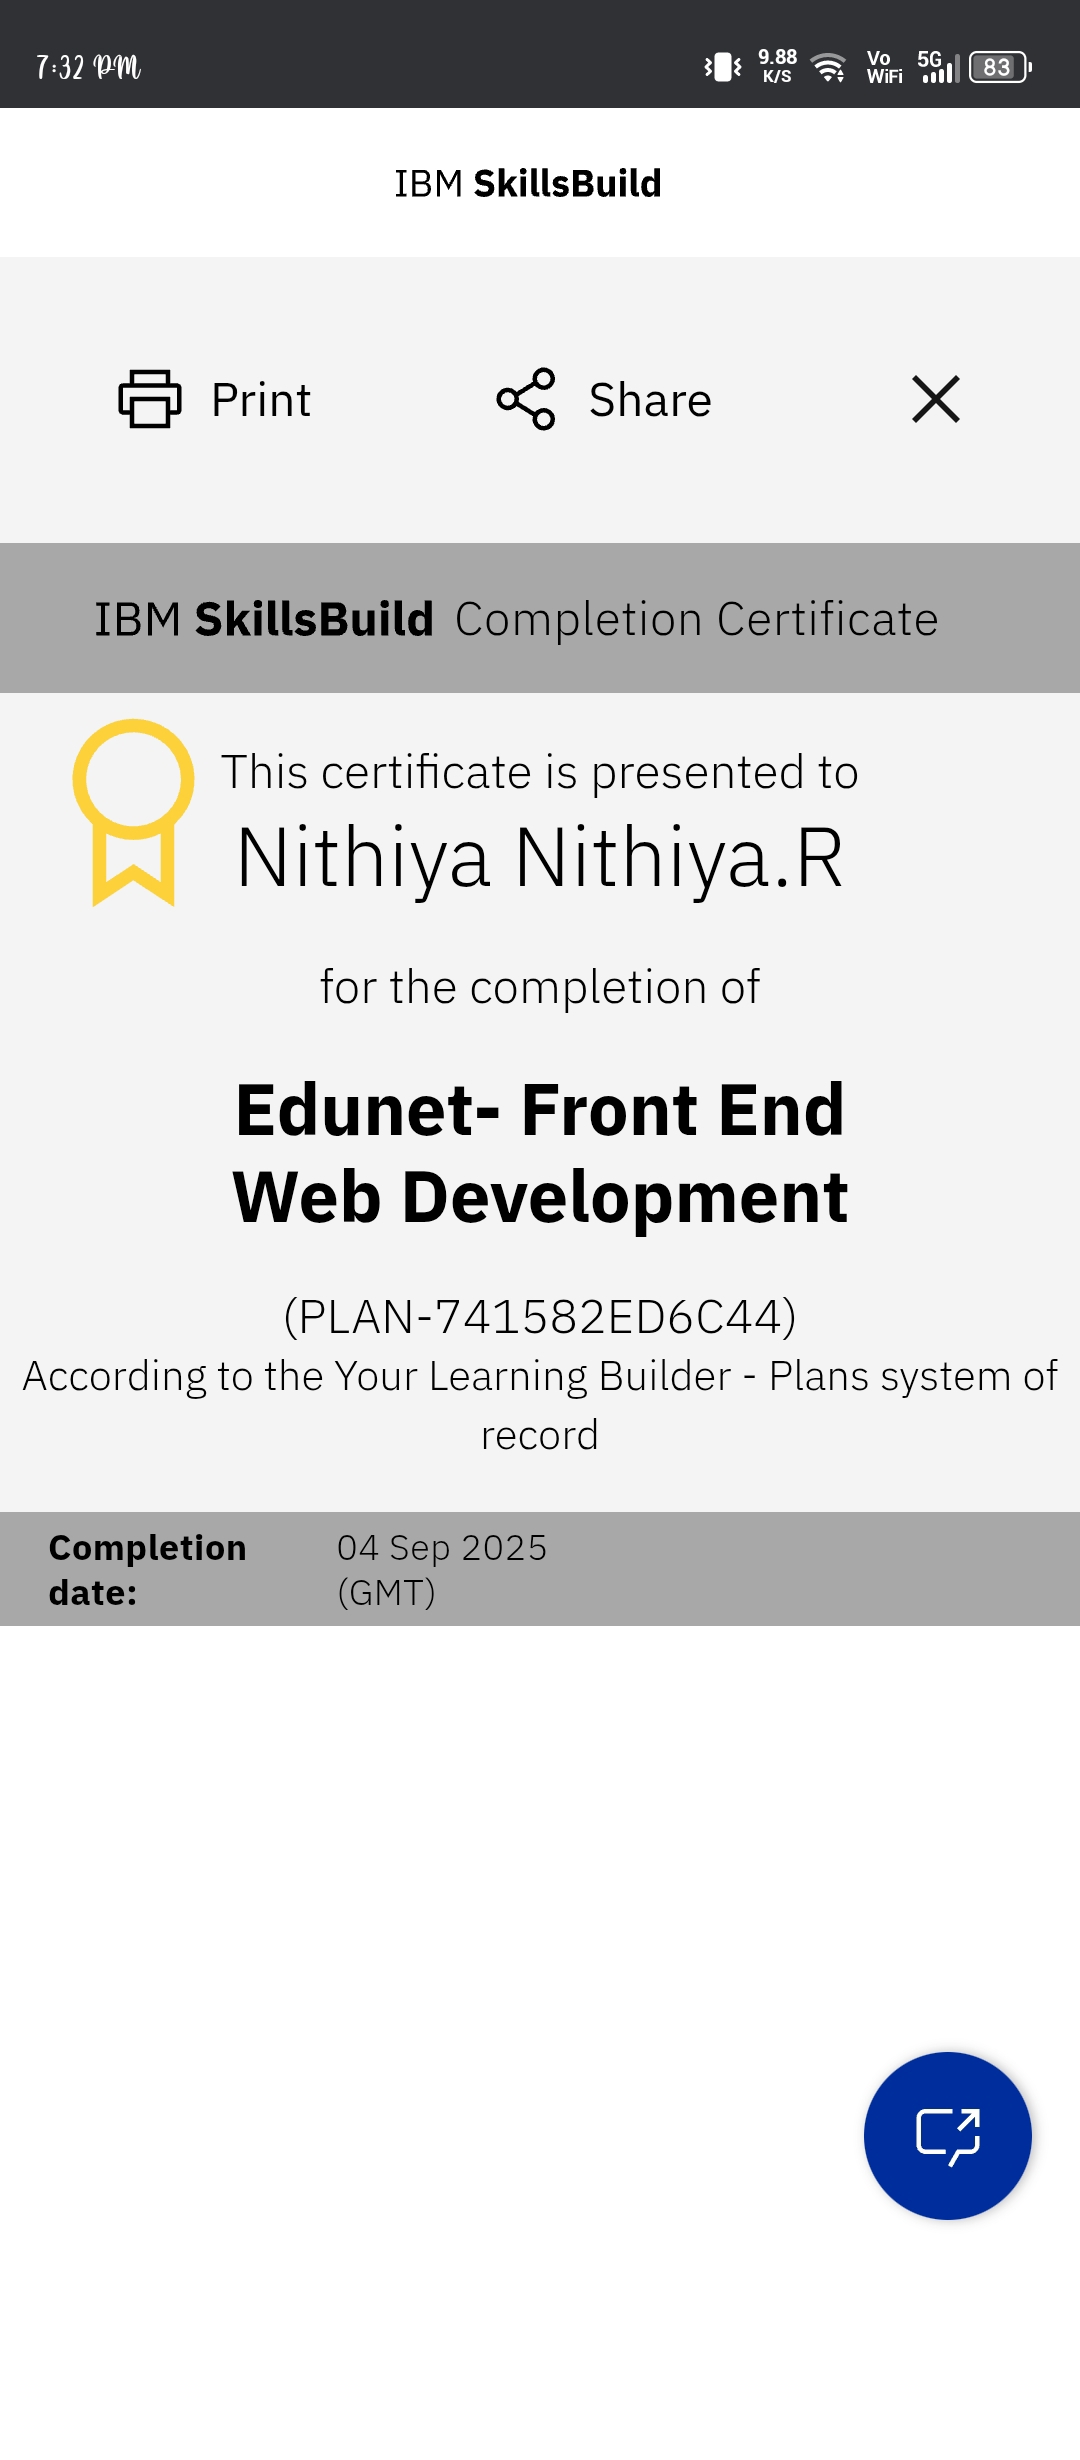 7:32 PM
9.88 K/S Vo WiFi 5G 83
IBM SkillsBuild
Print Share
IBM SkillsBuild Completion Certificate
This certificate is presented to
Nithiya Nithiya.R
for the completion of
Edunet- Front End
Web Development
(PLAN-741582ED6C44)
According to the Your Learning Builder - Plans system of
record
Completion date: 04 Sep 2025 (GMT)